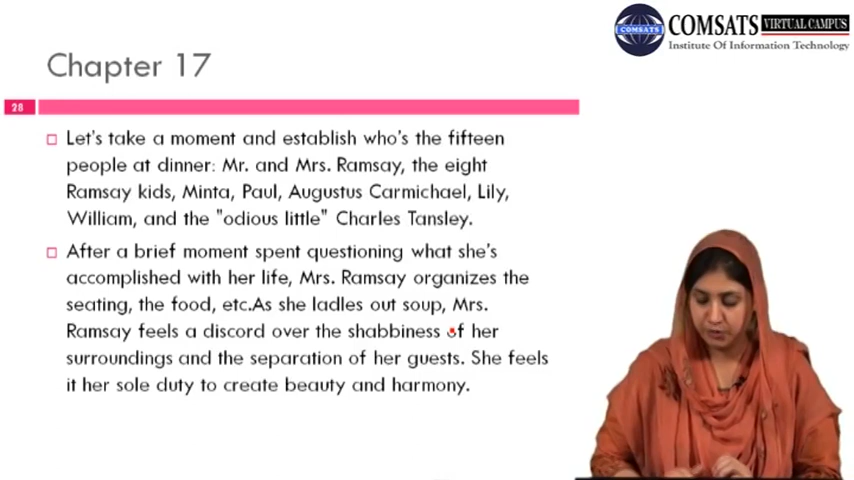 COMSATS
COMSATS VIRTUAL CAMPUS
Institute Of Information Technology
Chapter 17
28
Let's take a moment and establish who's the fifteen
people at dinner: Mr. and Mrs. Ramsay, the eight
Ramsay kids, Minta, Paul, Augustus Carmichael, Lily,
William, and the "odious little" Charles Tansley.
After a brief moment spent questioning what she's
accomplished with her life, Mrs. Ramsay organizes the
seating, the food, etc.As she ladles out soup, Mrs.
Ramsay feels a discord over the shabbiness of her
surroundings and the separation of her guests. She feels
it her sole duty to create beauty and harmony.